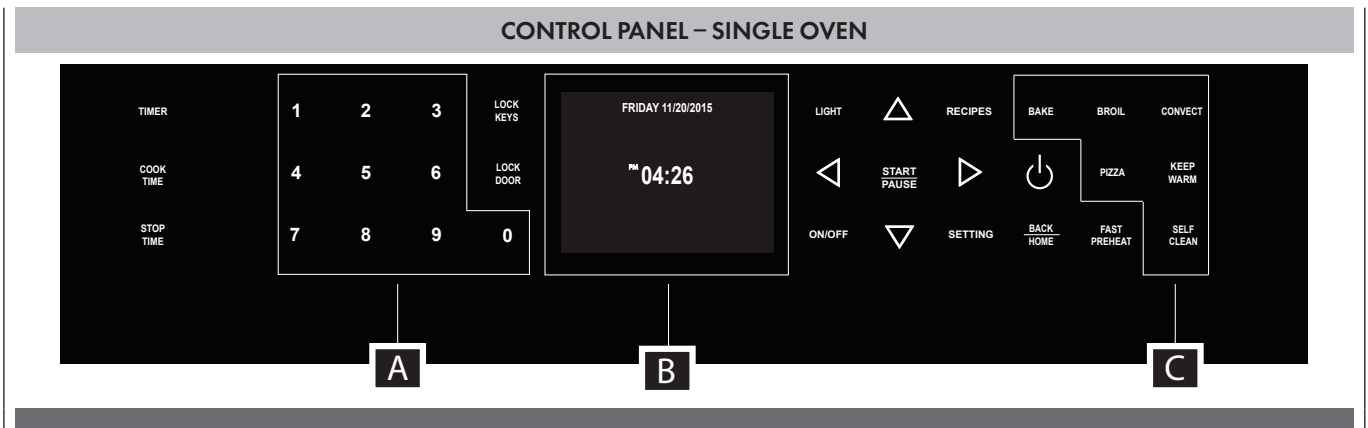 CONTROL PANEL – SINGLE OVEN
TIMER
1 2 3
LOCK
KEYS
FRIDAY 11/20/2015
LIGHT
RECIPES
BAKE
BROIL
CONVECT
COOK
TIME
4 5 6
LOCK
DOOR
PM 04:26
START
PAUSE
PIZZA
KEEP
WARM
STOP
TIME
7 8 9 0
ON/OFF
SETTING
BACK
HOME
FAST
PREHEAT
SELF
CLEAN
A
B
C